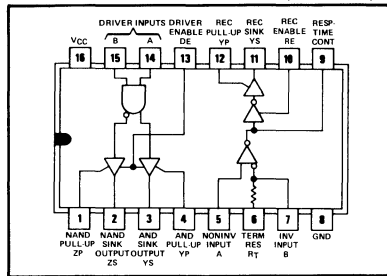 DRIVER INPUTS
DRIVER ENABLE DE
REC PULL-UP YP
REC SINK YS
REC ENABLE RE
RESP-TIME CONT
VCC
B
A
16
15
14
13
12
11
10
9
1
2
3
4
5
6
7
8
NAND PULL-UP ZP
NAND SINK OUTPUT ZS
AND SINK OUTPUT YS
AND PULL-UP YP
NONINV INPUT A
TERM RES RT
INV INPUT B
GND